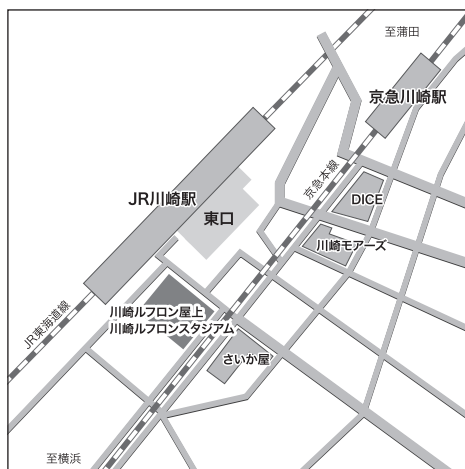 至蒲田
京急川崎駅
京急本線
JR川崎駅
東口
DICE
川崎モアーズ
川崎ルフロン屋上
川崎ルフロンスタジアム
さいか屋
JR東海道線
至横浜